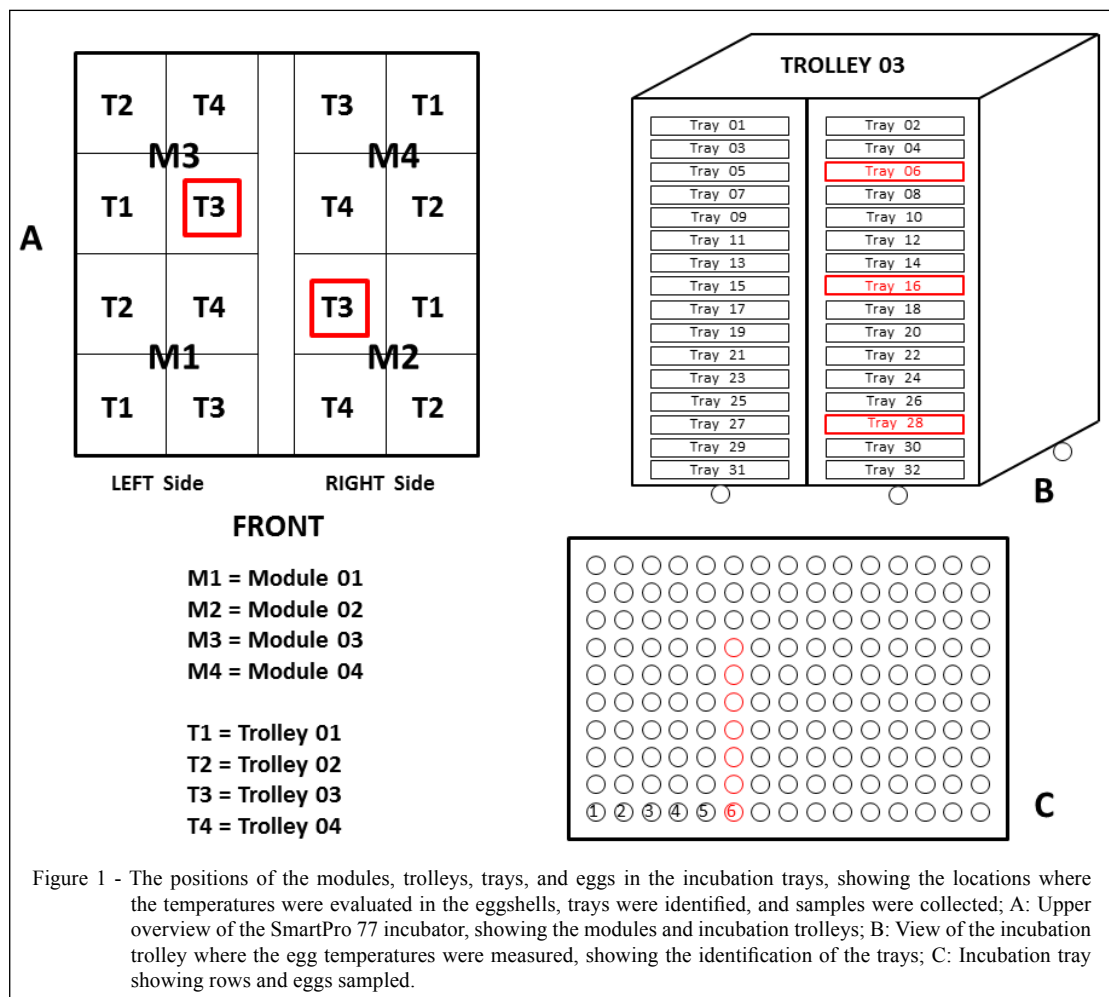 T2 T4 T3 T1
M3 M4
A T1 T3 T4 T2
T2 T4 T3 T1
M1 M2
T1 T3 T4 T2
LEFT Side RIGHT Side
FRONT
M1 = Module 01
M2 = Module 02
M3 = Module 03
M4 = Module 04
T1 = Trolley 01
T2 = Trolley 02
T3 = Trolley 03
T4 = Trolley 04
TROLLEY 03
Tray 01 Tray 02
Tray 03 Tray 04
Tray 05 Tray 06
Tray 07 Tray 08
Tray 09 Tray 10
Tray 11 Tray 12
Tray 13 Tray 14
Tray 15 Tray 16
Tray 17 Tray 18
Tray 19 Tray 20
Tray 21 Tray 22
Tray 23 Tray 24
Tray 25 Tray 26
Tray 27 Tray 28
Tray 29 Tray 30
Tray 31 Tray 32
B
1 2 3 4 5 6 C
Figure 1 - The positions of the modules, trolleys, trays, and eggs in the incubation trays, showing the locations where
the temperatures were evaluated in the eggshells, trays were identified, and samples were collected; A: Upper
overview of the SmartPro 77 incubator, showing the modules and incubation trolleys; B: View of the incubation
trolley where the egg temperatures were measured, showing the identification of the trays; C: Incubation tray
showing rows and eggs sampled.